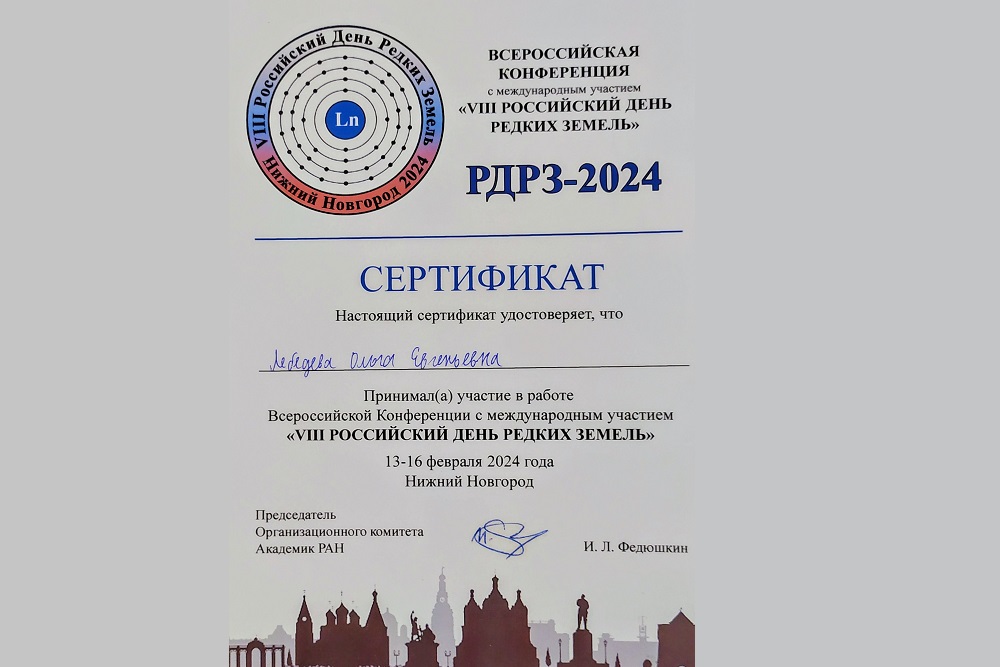 VIII Российский День Редких Земель
Нижний Новгород 2024
Ln
ВСЕРОССИЙСКАЯ
КОНФЕРЕНЦИЯ
с международным участием
«VIII РОССИЙСКИЙ ДЕНЬ
РЕДКИХ ЗЕМЕЛЬ»
РДРЗ-2024
СЕРТИФИКАТ
Настоящий сертификат удостоверяет, что
Лебедева Ольга Евгеньевна
Принимал(а) участие в работе
Всероссийской Конференции с международным участием
«VIII РОССИЙСКИЙ ДЕНЬ РЕДКИХ ЗЕМЕЛЬ»
13-16 февраля 2024 года
Нижний Новгород
Председатель
Организационного комитета
Академик РАН
И. Л. Федюшкин